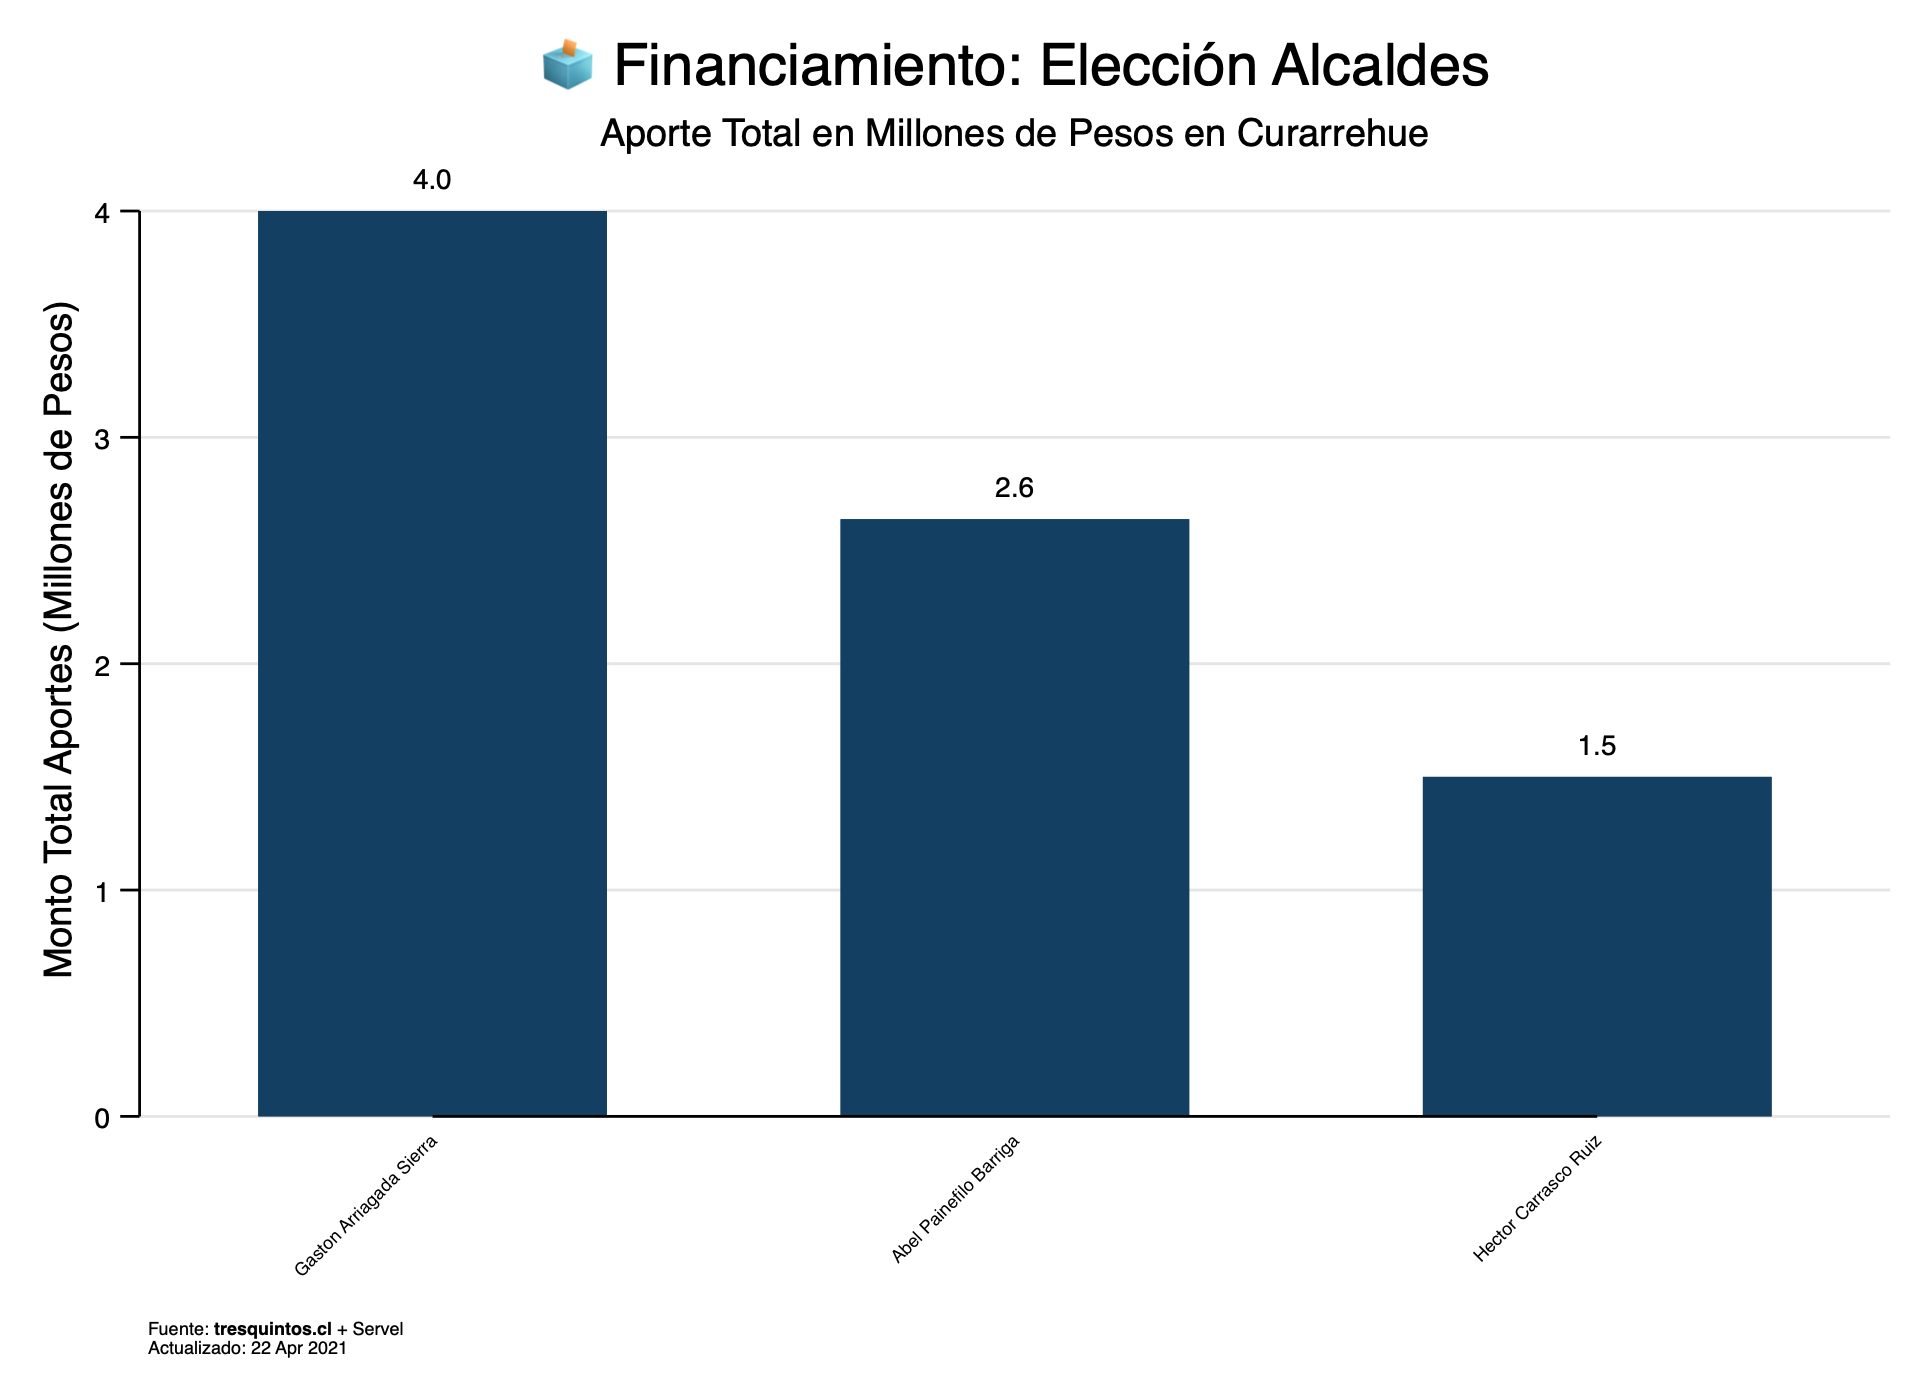 Financiamiento: Elección Alcaldes
Aporte Total en Millones de Pesos en Curarrehue
Monto Total Aportes (Millones de Pesos)
4
3
2
1
0
4.0
2.6
1.5
Gaston Arriagada Sierra
Abel Painefilo Barriga
Hector Carrasco Ruiz
Fuente: tresquintos.cl + Servel
Actualizado: 22 Apr 2021